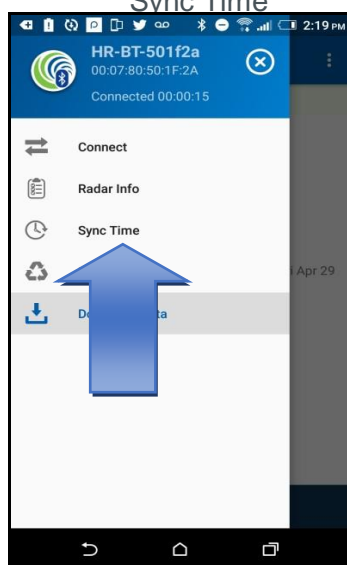 Sync Time
2:19 PM
HR-BT-501f2a
00:07:80:50:1F:2A
Connected 00:00:15
Connect
Radar Info
Sync Time
Apr 29